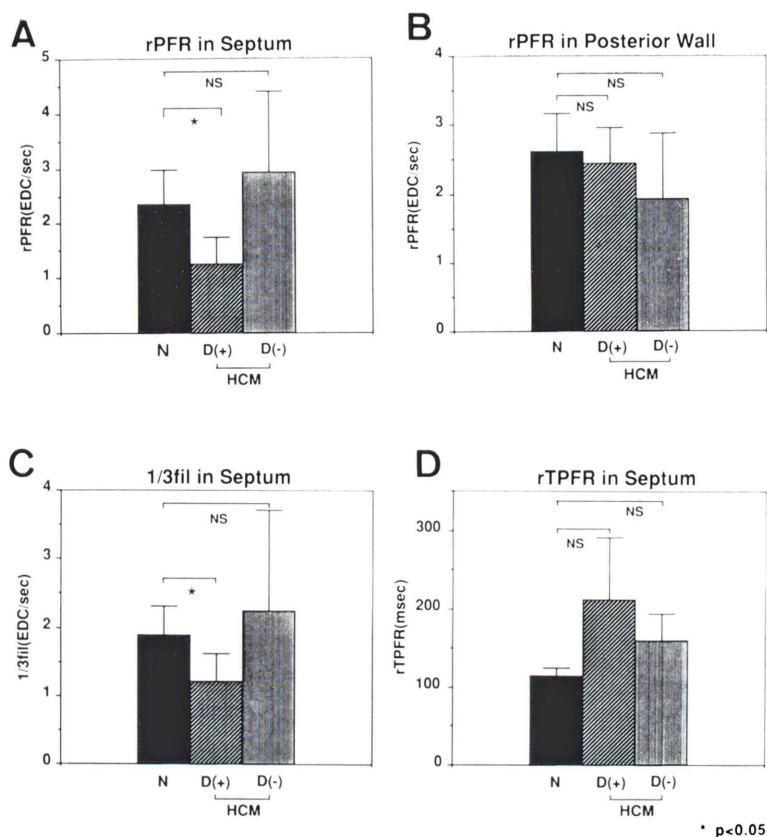 A
rPFR in Septum
5
4
3
2
1
0
rPFR(EDC/sec)
NS
*
N D(+) D(-)
HCM
B
rPFR in Posterior Wall
4
3
2
1
0
rPFR(EDC/sec)
NS
NS
N D(+) D(-)
HCM
C
1/3fil in Septum
4
3
2
1
0
1/3fil(EDC/sec)
NS
*
N D(+) D(-)
HCM
D
rTPFR in Septum
300
200
100
0
rTPFR(msec)
NS
NS
N D(+) D(-)
HCM
* p<0.05